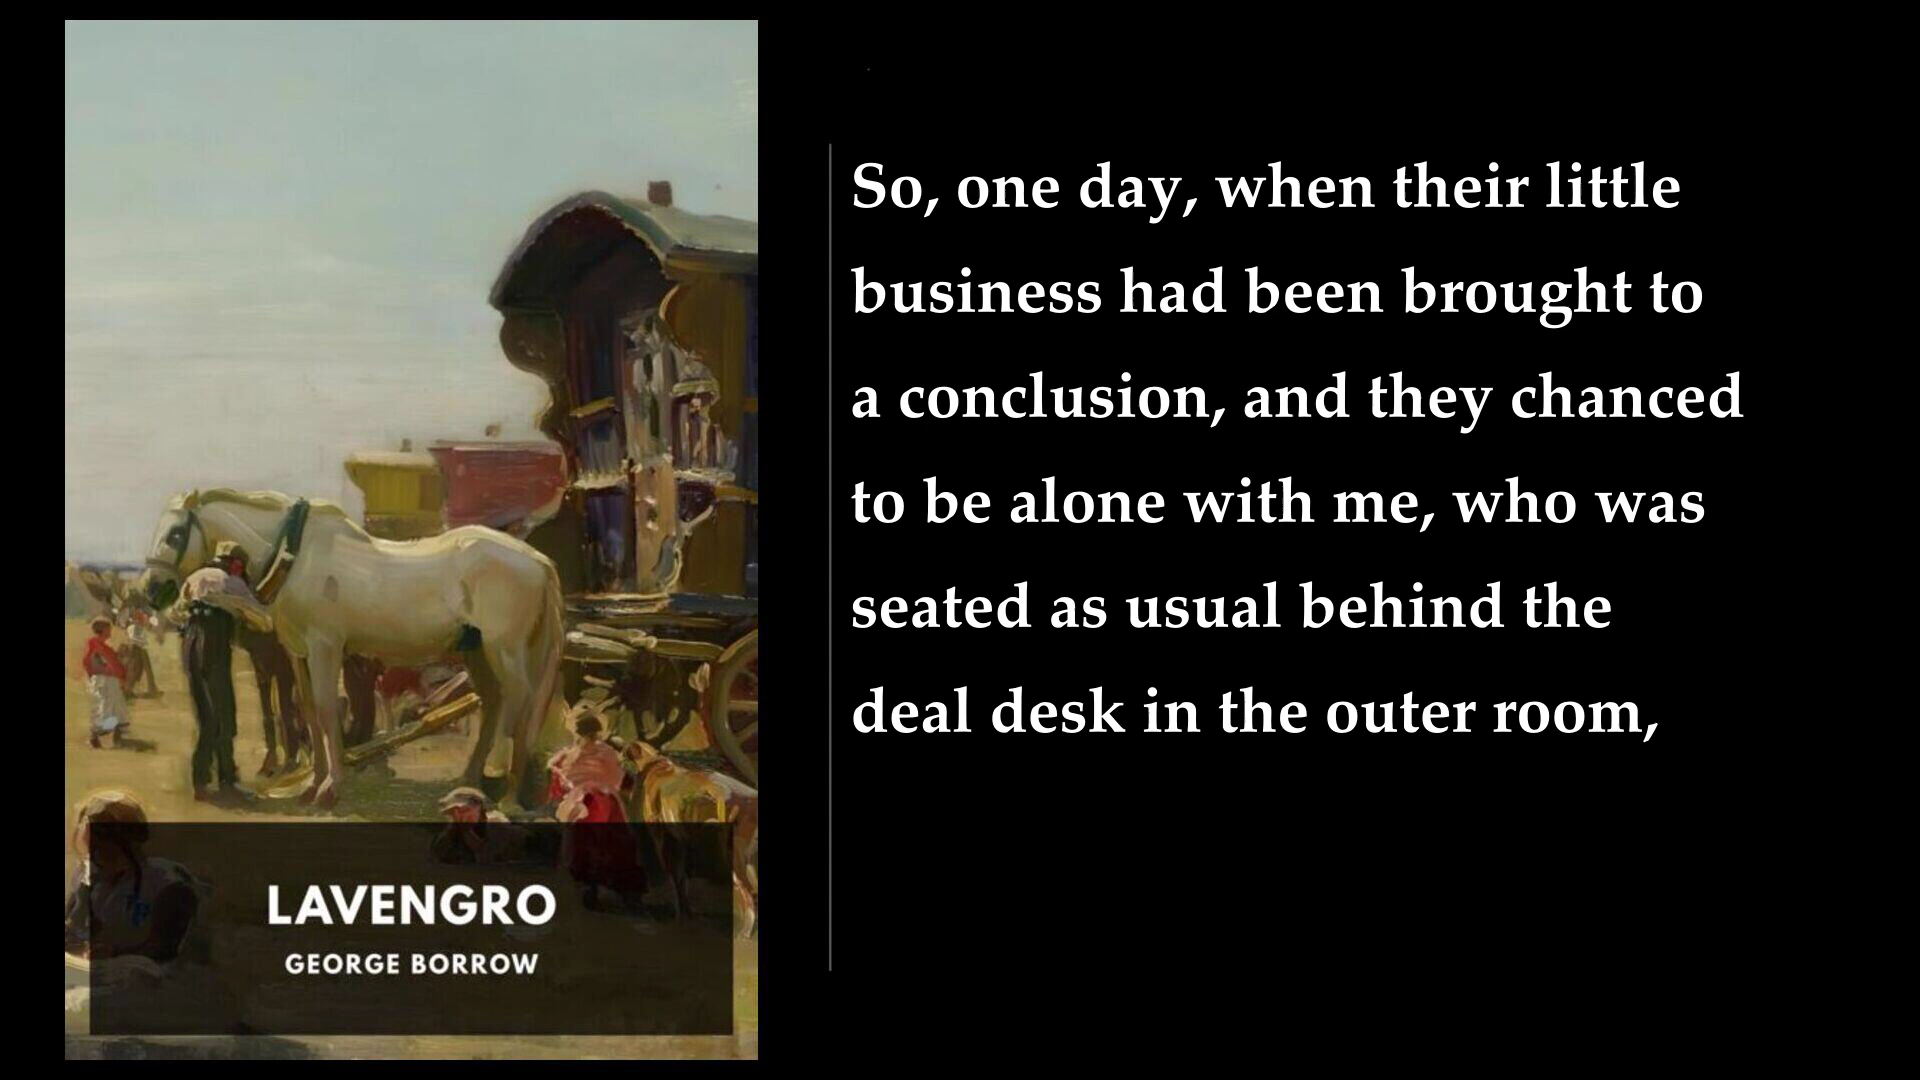 So, one day, when their little
business had been brought to
a conclusion, and they chanced
to be alone with me, who was
seated as usual behind the
deal desk in the outer room,
LAVENGRO
GEORGE BORROW